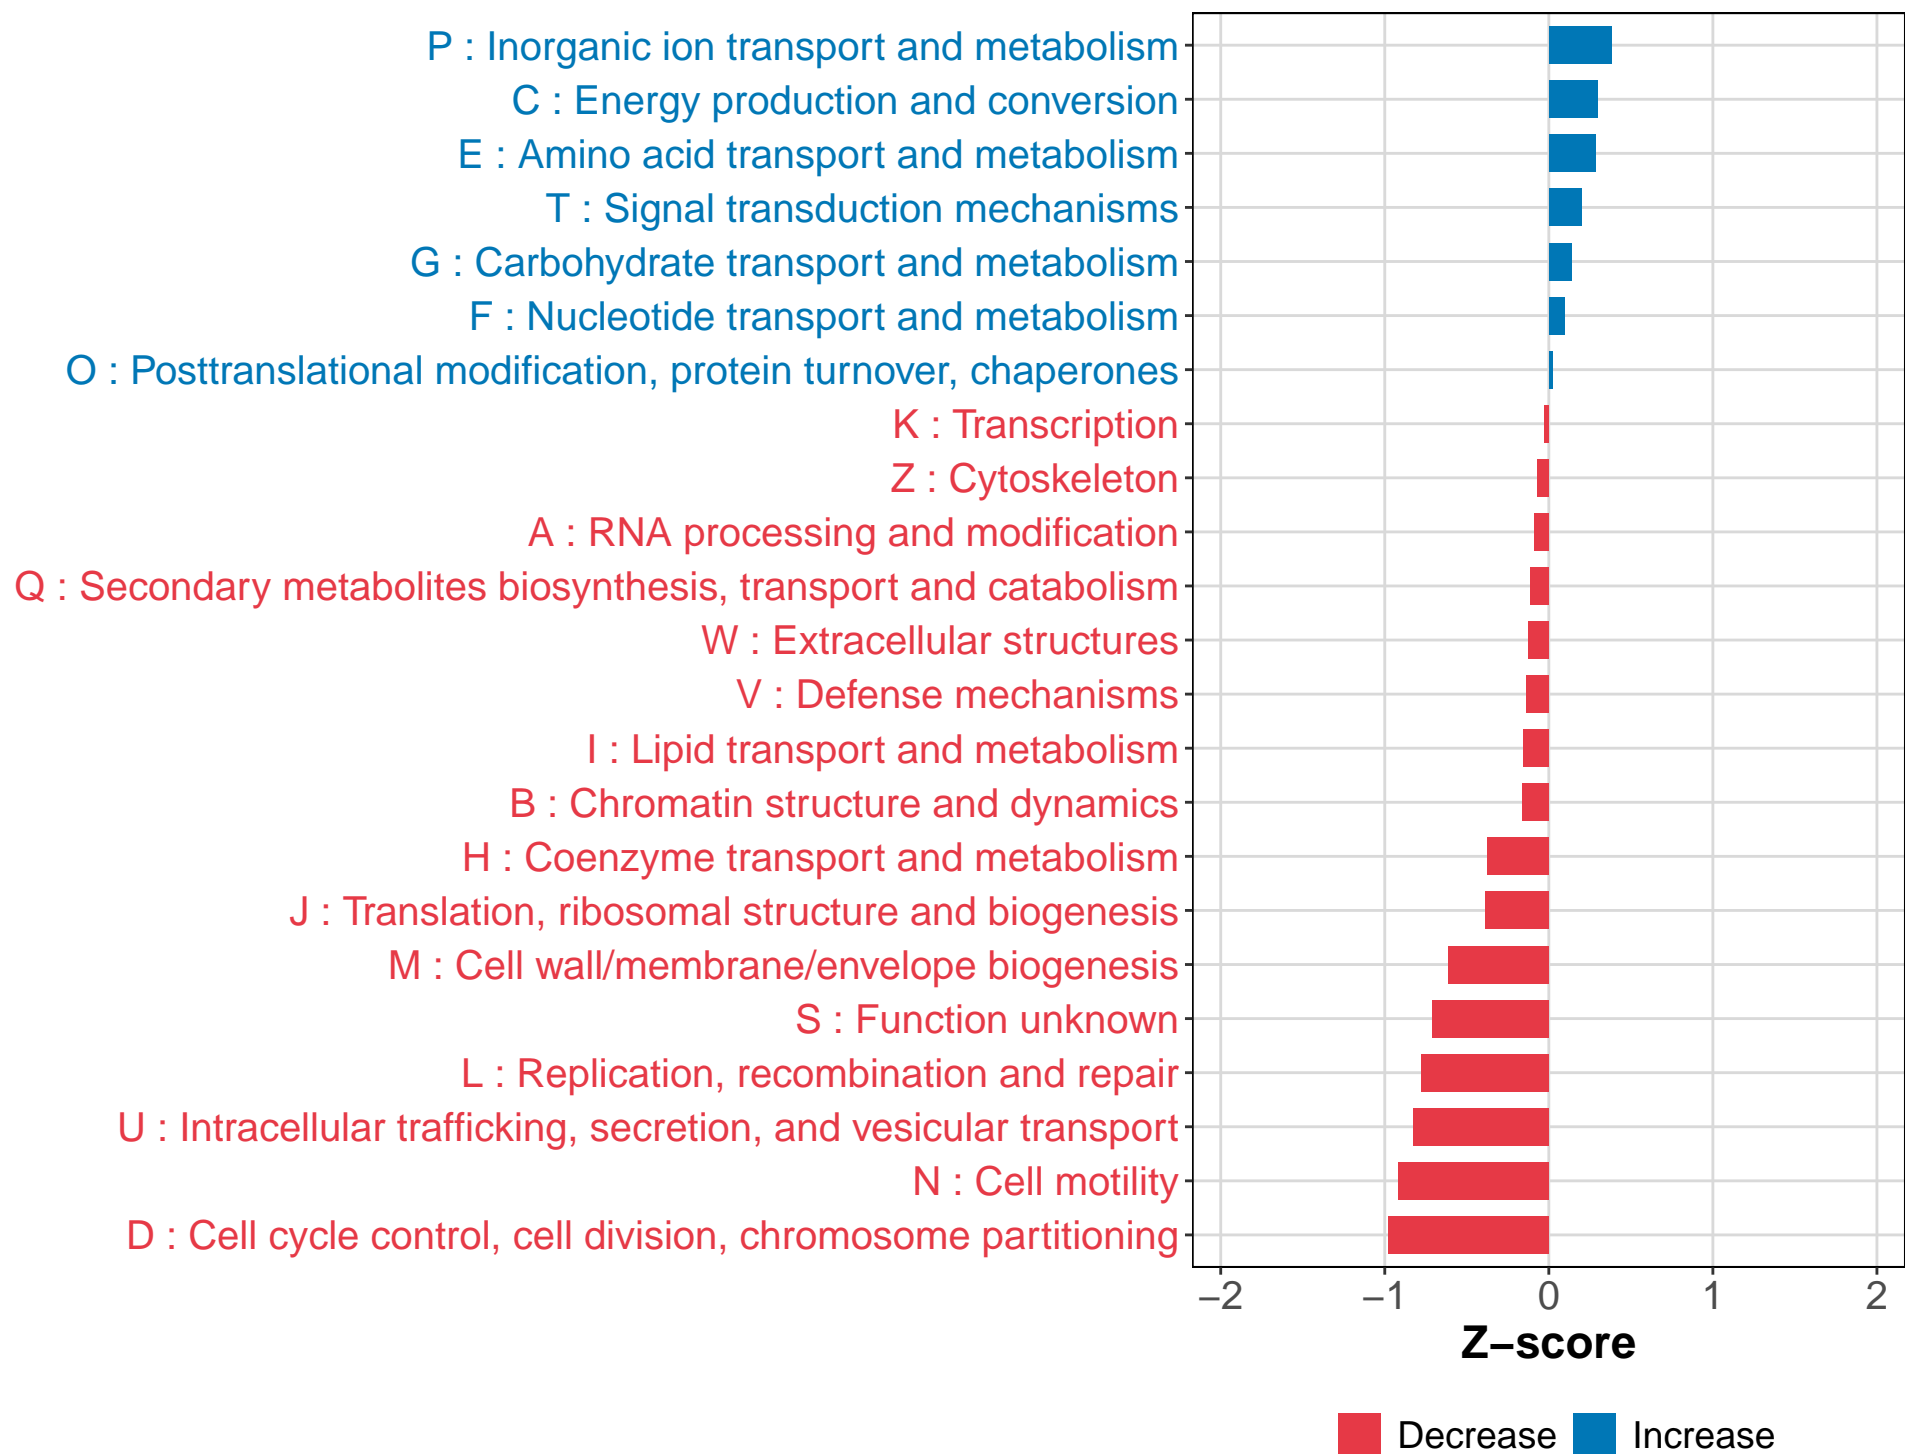 P : Inorganic ion transport and metabolism
C : Energy production and conversion
E : Amino acid transport and metabolism
T : Signal transduction mechanisms
G : Carbohydrate transport and metabolism
F : Nucleotide transport and metabolism
O : Posttranslational modification, protein turnover, chaperones
K : Transcription
Z : Cytoskeleton
A : RNA processing and modification
Q : Secondary metabolites biosynthesis, transport and catabolism
W : Extracellular structures
V : Defense mechanisms
I : Lipid transport and metabolism
B : Chromatin structure and dynamics
H : Coenzyme transport and metabolism
J : Translation, ribosomal structure and biogenesis
M : Cell wall/membrane/envelope biogenesis
S : Function unknown
L : Replication, recombination and repair
U : Intracellular trafficking, secretion, and vesicular transport
N : Cell motility
D : Cell cycle control, cell division, chromosome partitioning
−2 −1 0 1 2
Z−score
Decrease Increase